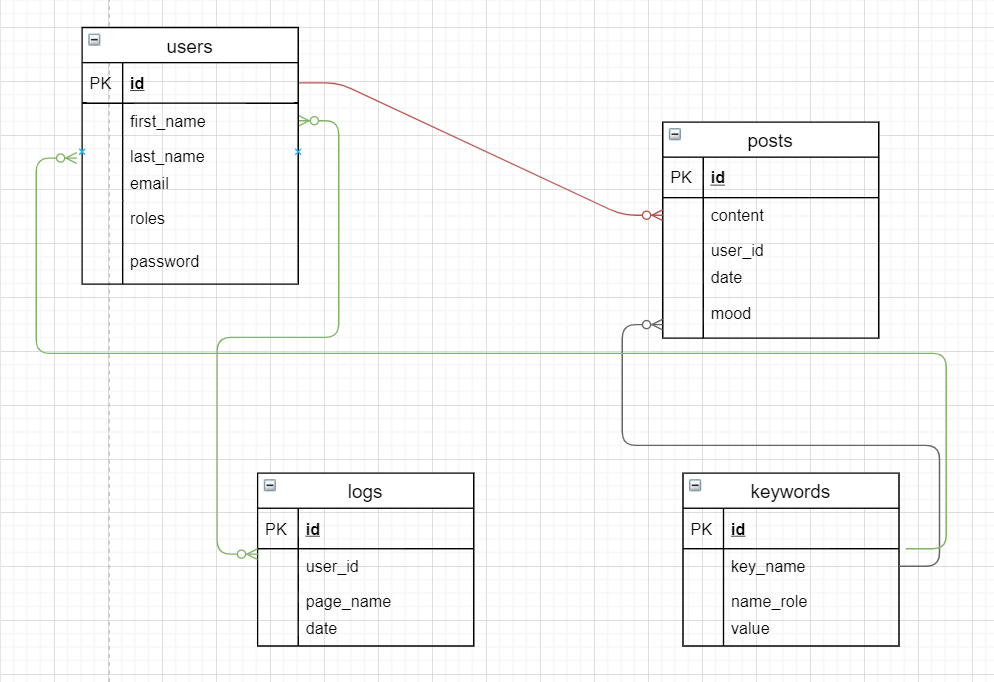 users
PK id
first_name
last_name
email
roles
password
posts
PK id
content
user_id
date
mood
logs
PK id
user_id
page_name
date
keywords
PK id
key_name
name_role
value